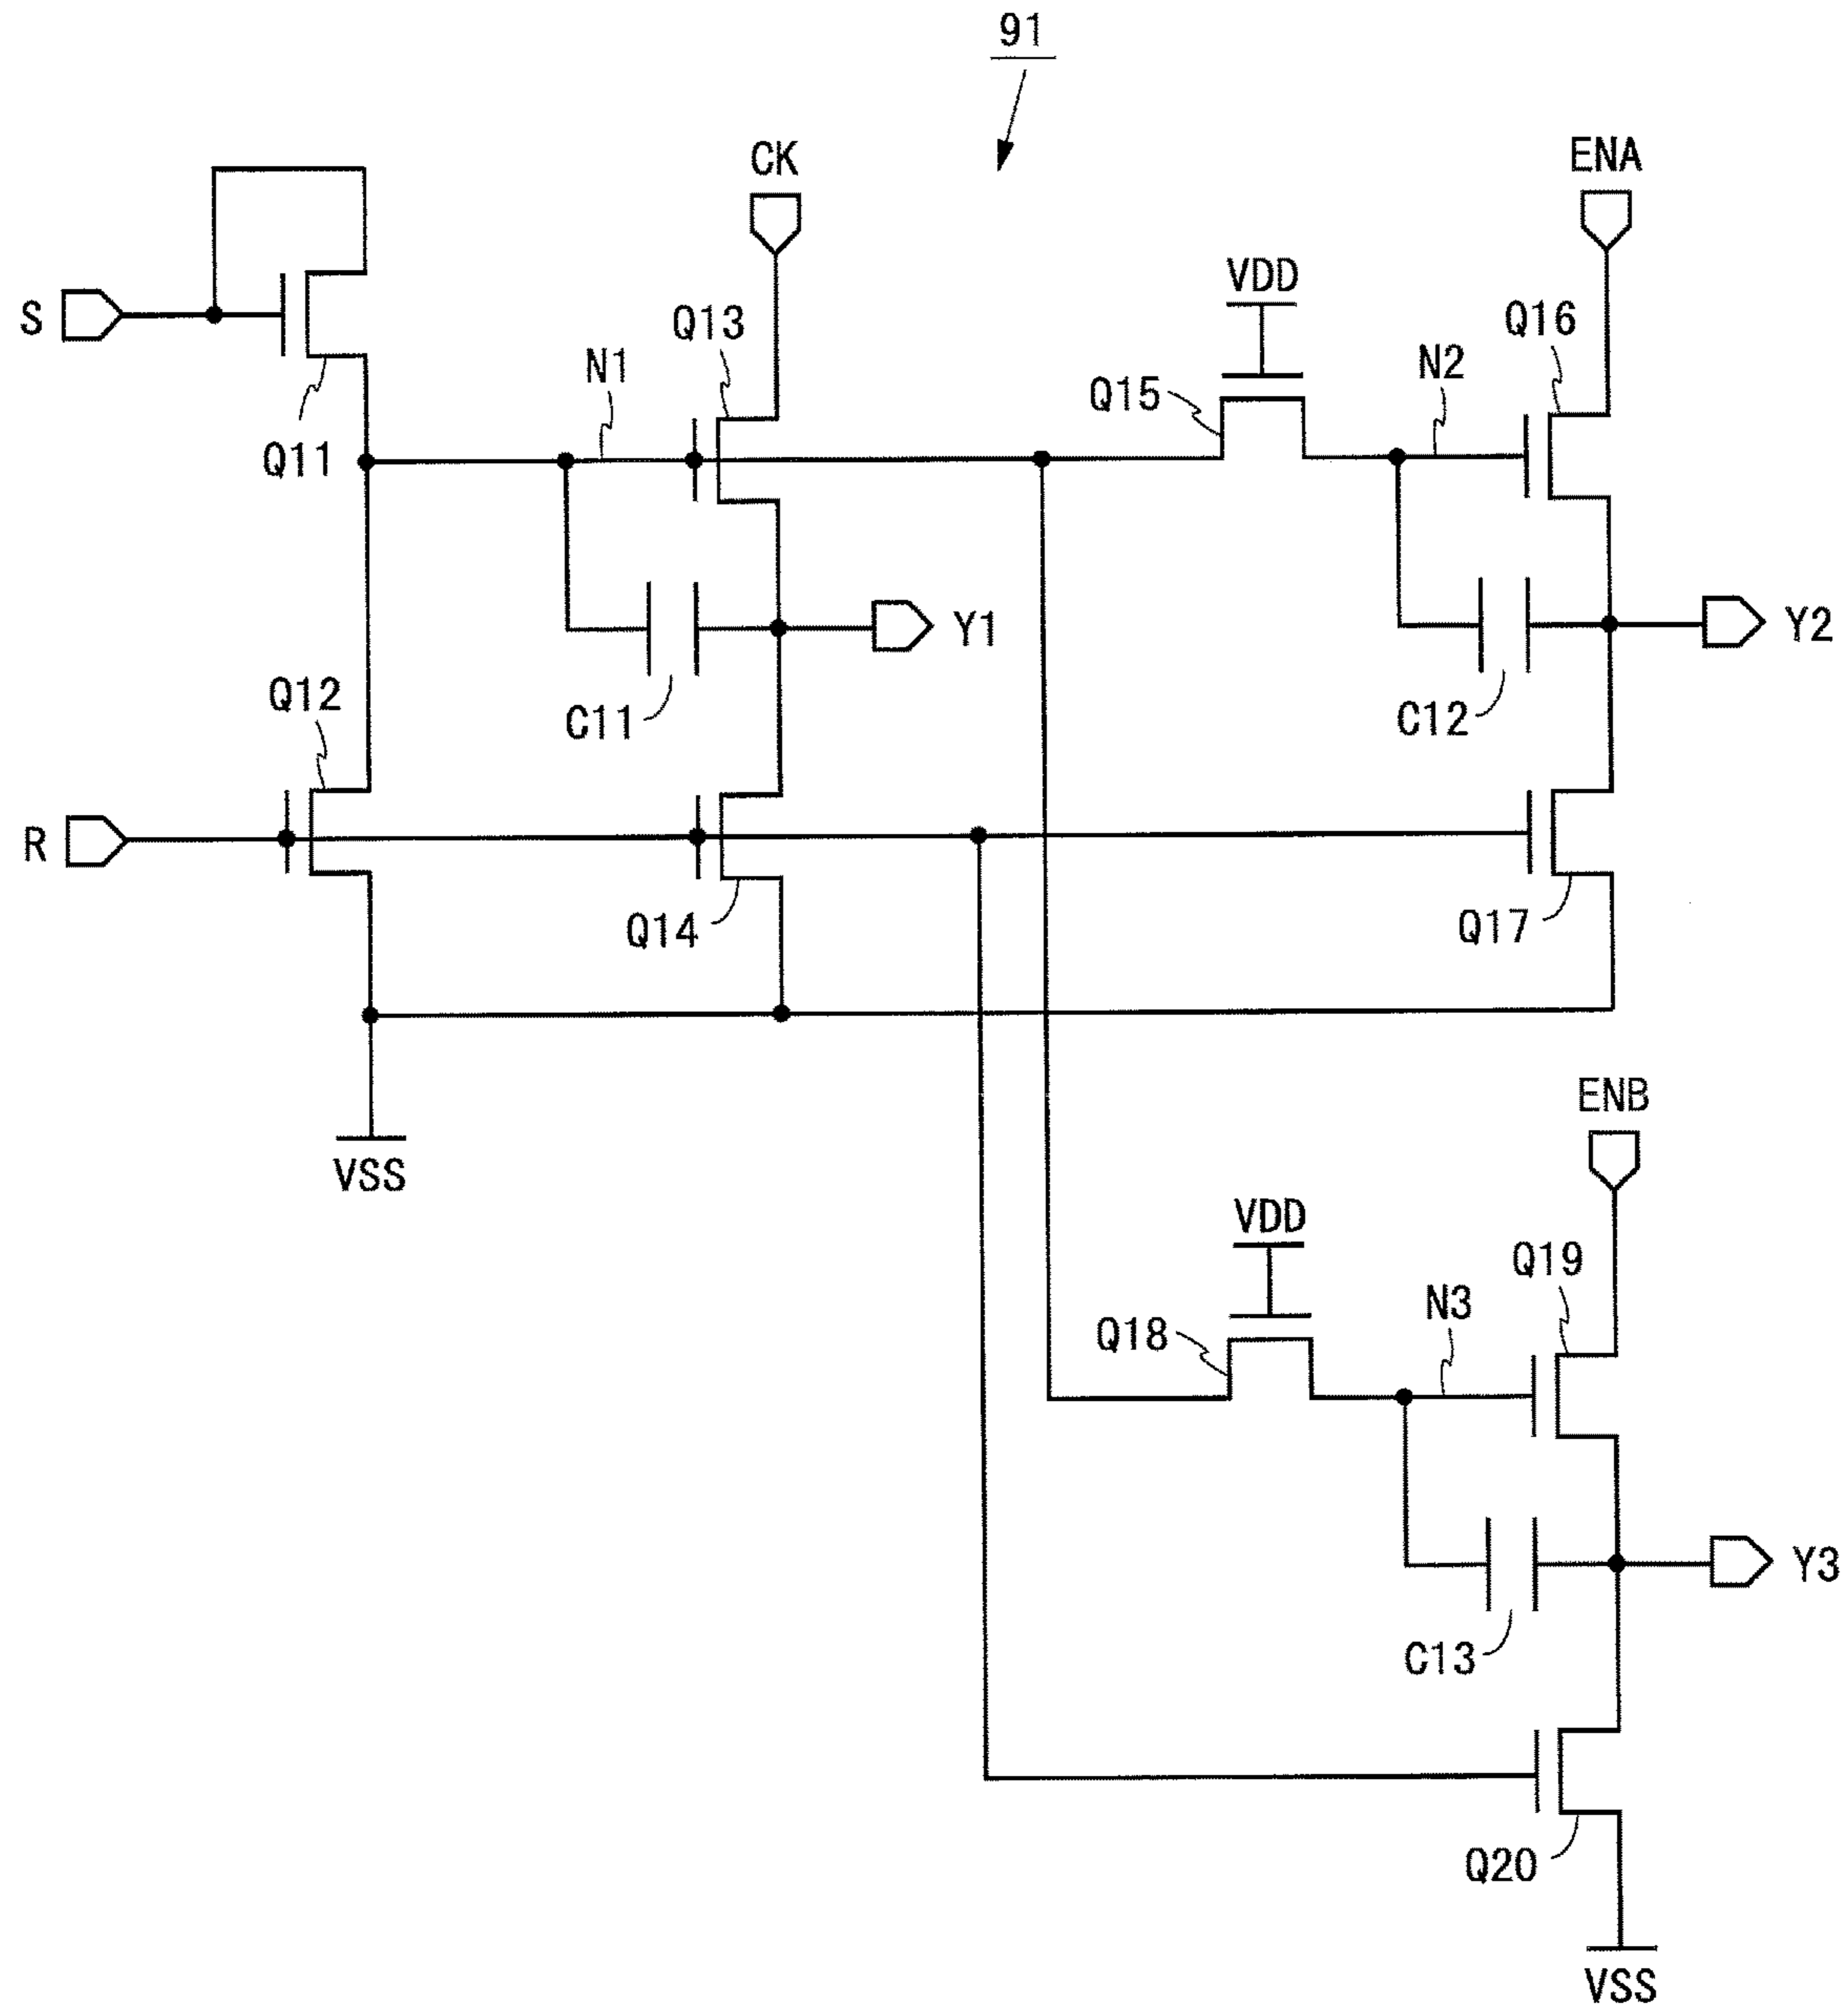 91
CK
ENA
VDD
S
Q13
Q16
N1
Q15
N2
Q11
Y1
Y2
Q12
C11
C12
R
Q14
Q17
VSS
ENB
VDD
Q19
N3
Q18
Y3
C13
Q20
VSS